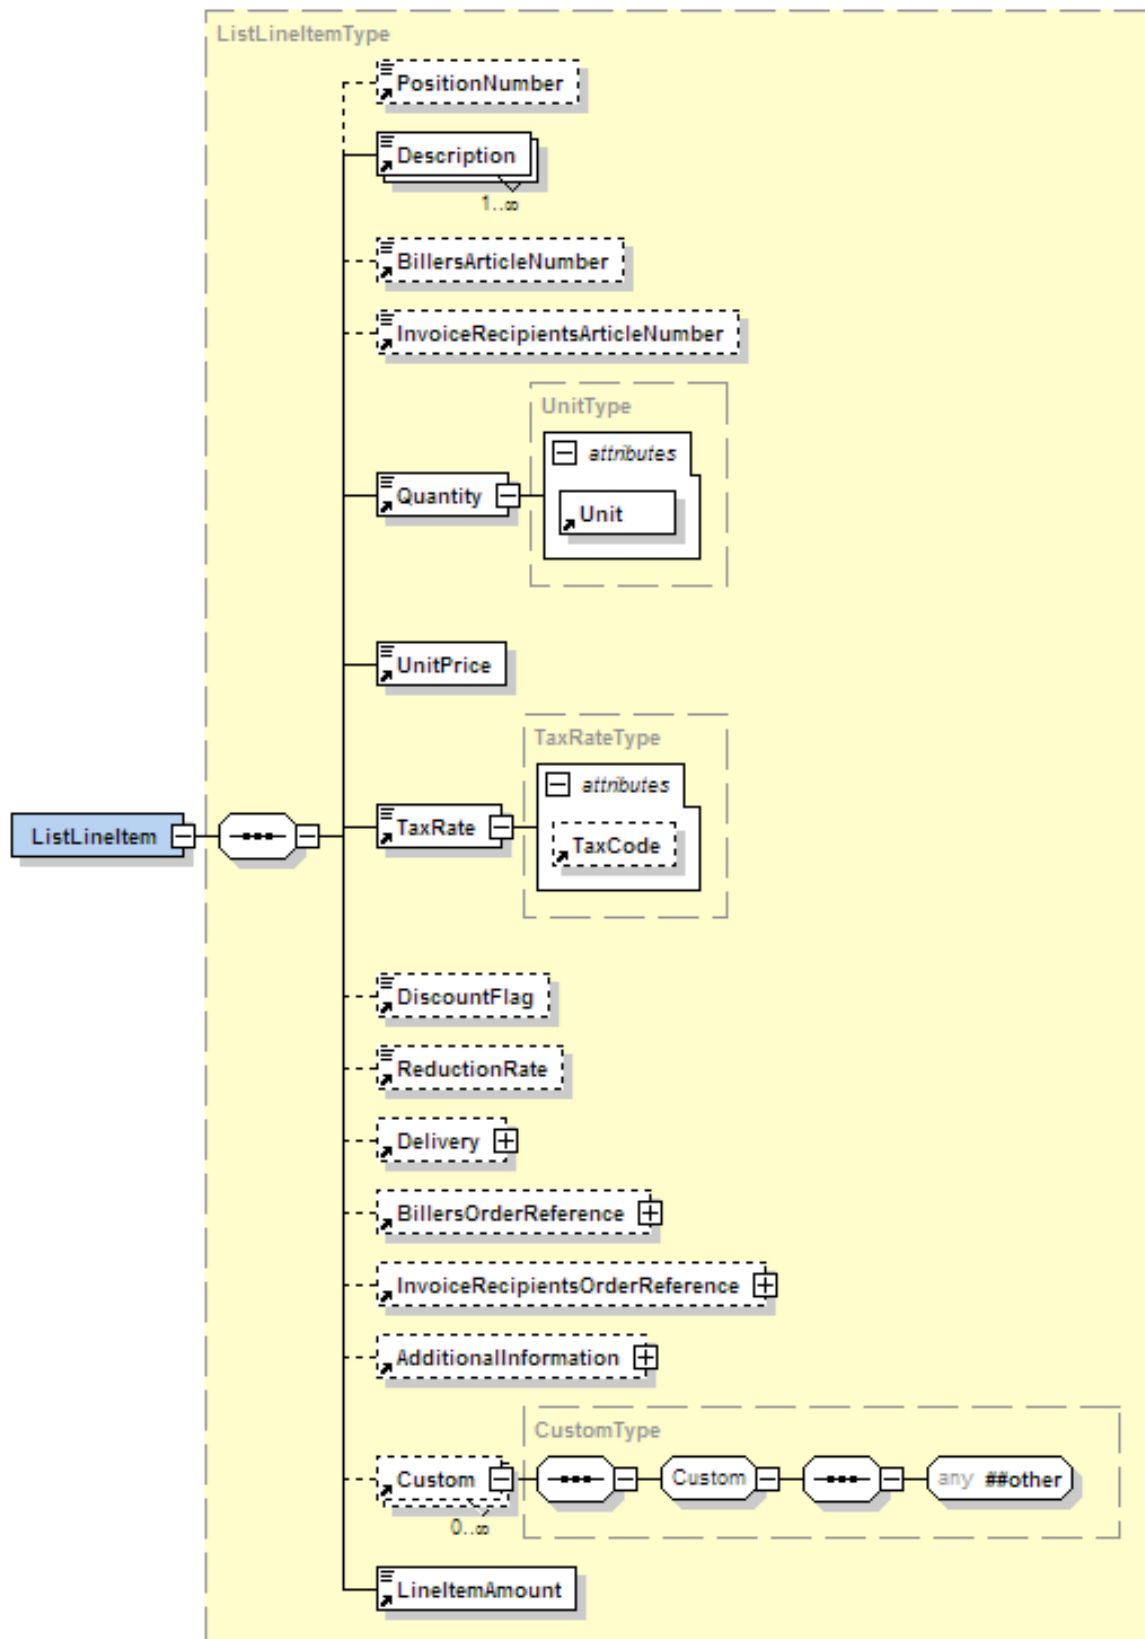 ListLineItemType
PositionNumber
Description
1..∞
BillersArticleNumber
InvoiceRecipientsArticleNumber
UnitType
attributes
Quantity
Unit
UnitPrice
TaxRateType
attributes
ListLineItem
TaxRate
TaxCode
DiscountFlag
ReductionRate
Delivery
BillersOrderReference
InvoiceRecipientsOrderReference
AdditionalInformation
CustomType
Custom
Custom
any ##other
0..∞
LineItemAmount